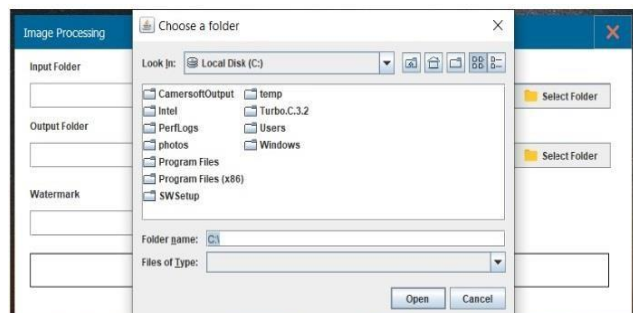 Image Processing
Choose a folder
Input Folder
Look In: Local Disk (C:)
CamersoftOutput
Intel
PerfLogs
photos
Program Files
Program Files (x86)
SWSetup
temp
Turbo.C.3.2
Users
Windows
Select Folder
Output Folder
Select Folder
Watermark
Folder name: C:\
Files of Type:
Open Cancel